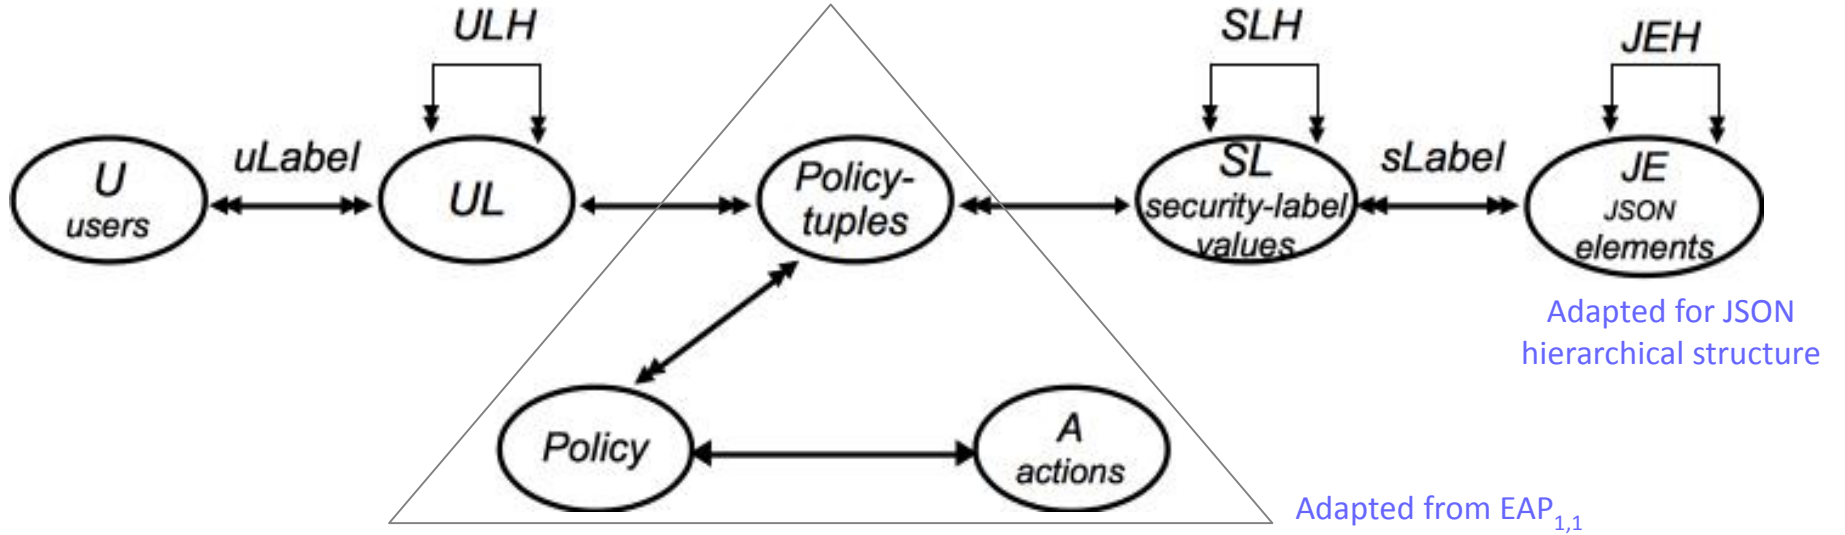 ULH
SLH
JEH
uLabel
sLabel
U
users
UL
Policy-
tuples
SL
security-label
values
JE
JSON
elements
Adapted for JSON
hierarchical structure
Policy
A
actions
Adapted from EAP1,1